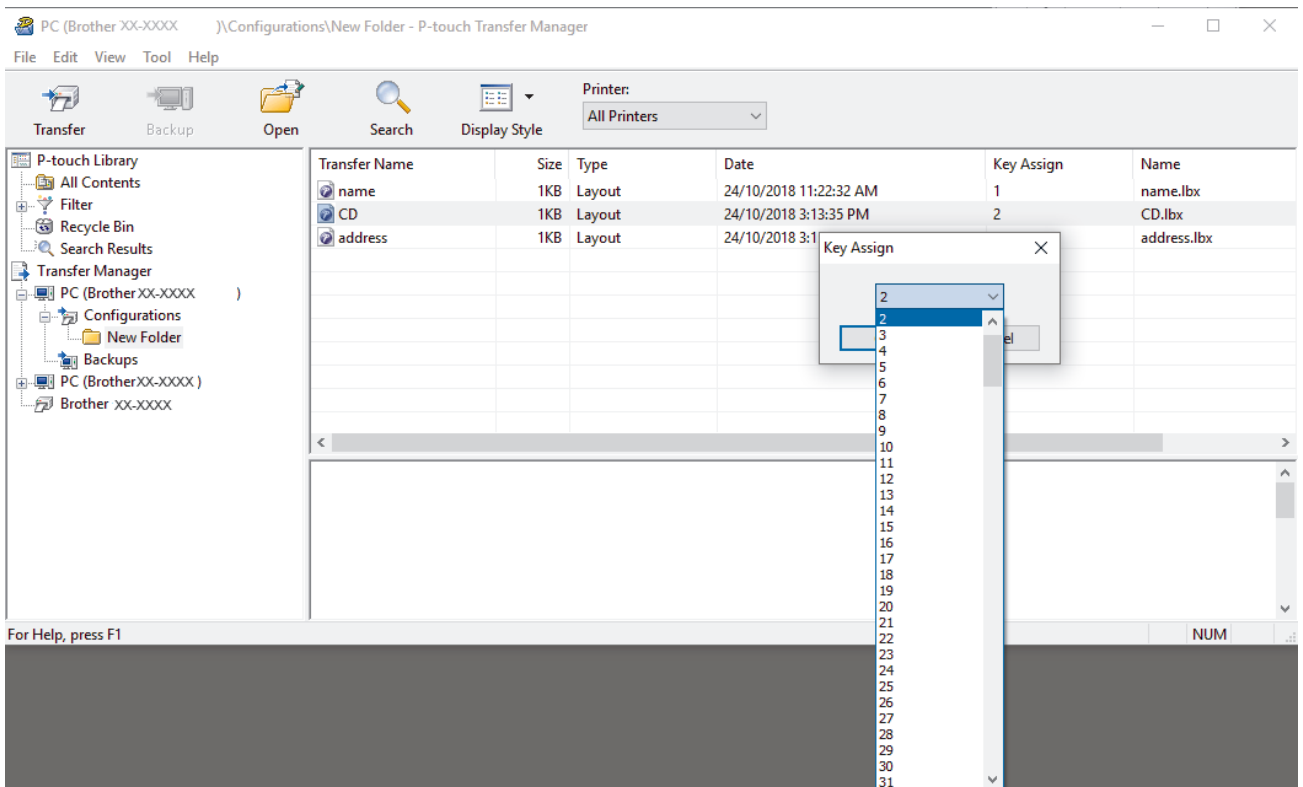 PC (Brother XX-XXXX )\Configurations\New Folder - P-touch Transfer Manager
File Edit View Tool Help
Transfer
Backup
Open
Search
Display Style
Printer:
All Printers
P-touch Library
All Contents
Filter
Recycle Bin
Search Results
Transfer Manager
PC (Brother XX-XXXX )
Configurations
New Folder
Backups
PC (BrotherXX-XXXX )
Brother XX-XXXX
Transfer Name Size Type Date Key Assign Name
name 1KB Layout 24/10/2018 11:22:32 AM 1 name.lbx
CD 1KB Layout 24/10/2018 3:13:35 PM 2 CD.lbx
address 1KB Layout 24/10/2018 3:1 address.lbx
Key Assign
2
2
3
4
5
6
7
8
9
10
11
12
13
14
15
16
17
18
19
20
21
22
23
24
25
26
27
28
29
30
31
For Help, press F1
NUM